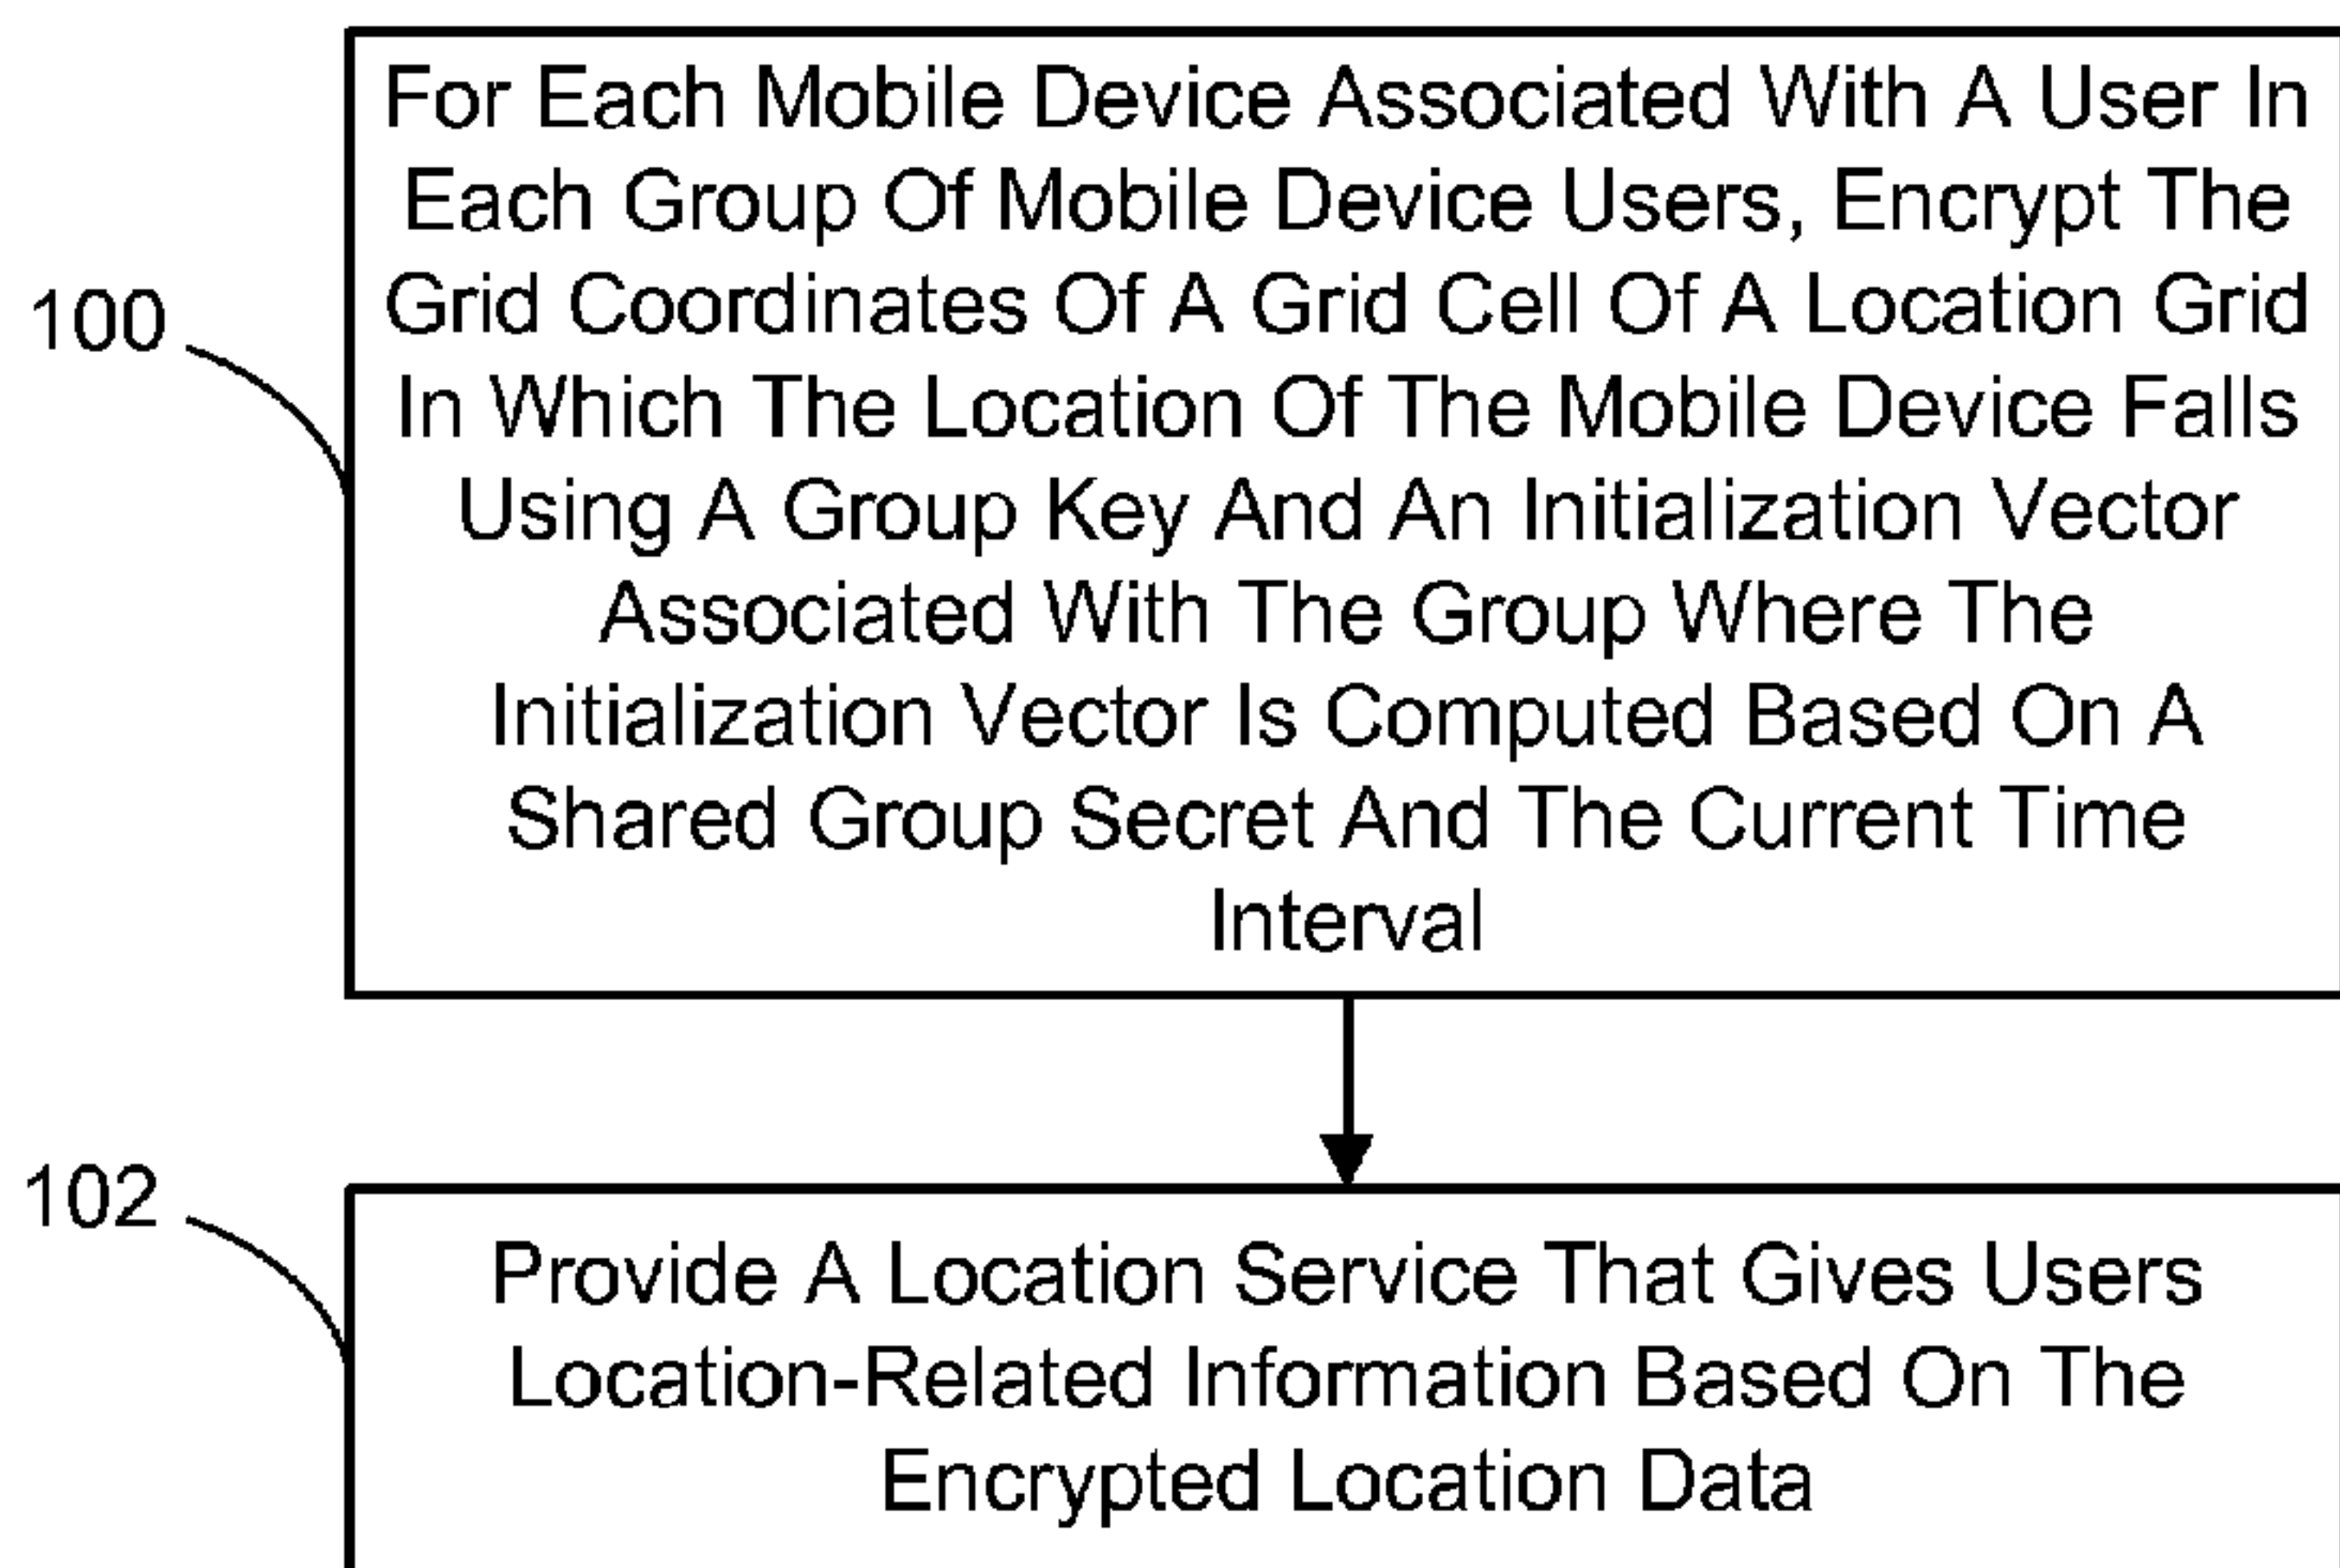 For Each Mobile Device Associated With A User In
Each Group Of Mobile Device Users, Encrypt The
Grid Coordinates Of A Grid Cell Of A Location Grid
In Which The Location Of The Mobile Device Falls
Using A Group Key And An Initialization Vector
Associated With The Group Where The
Initialization Vector Is Computed Based On A
Shared Group Secret And The Current Time
Interval
100
Provide A Location Service That Gives Users
Location-Related Information Based On The
Encrypted Location Data
102